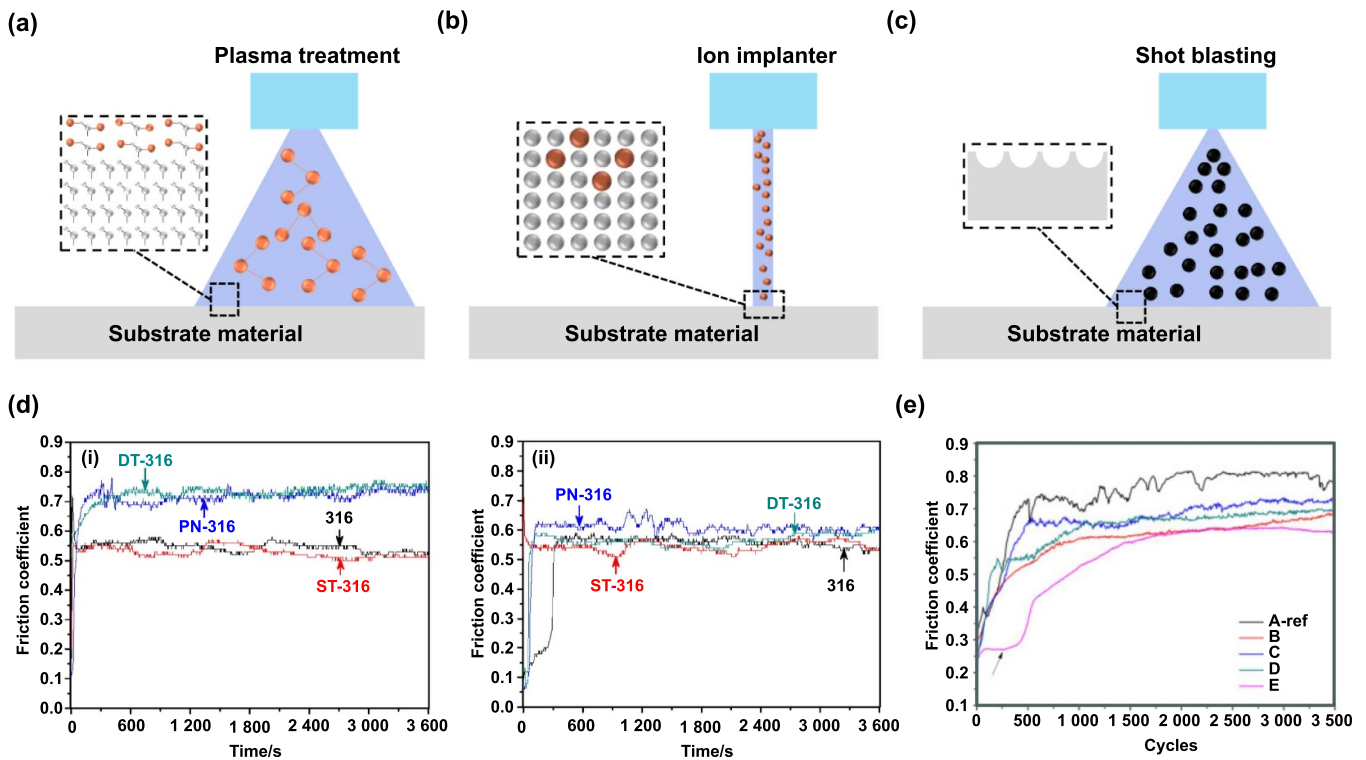 (a)
Plasma treatment
Substrate material
(b)
Ion implanter
Substrate material
(c)
Shot blasting
Substrate material
(d)
(i)
Friction coefficient
0.9
0.8
0.7
0.6
0.5
0.4
0.3
0.2
0.1
0.0
DT-316
PN-316
316
ST-316
0 600 1 200 1 800 2 400 3 000 3 600
Time/s
(ii)
Friction coefficient
0.9
0.8
0.7
0.6
0.5
0.4
0.3
0.2
0.1
0.0
PN-316
DT-316
ST-316
316
0 600 1 200 1 800 2 400 3 000 3 600
Time/s
(e)
Friction coefficient
0.9
0.8
0.7
0.6
0.5
0.4
0.3
0.2
0.1
A-ref
B
C
D
E
0 500 1 000 1 500 2 000 2 500 3 000 3 500
Cycles